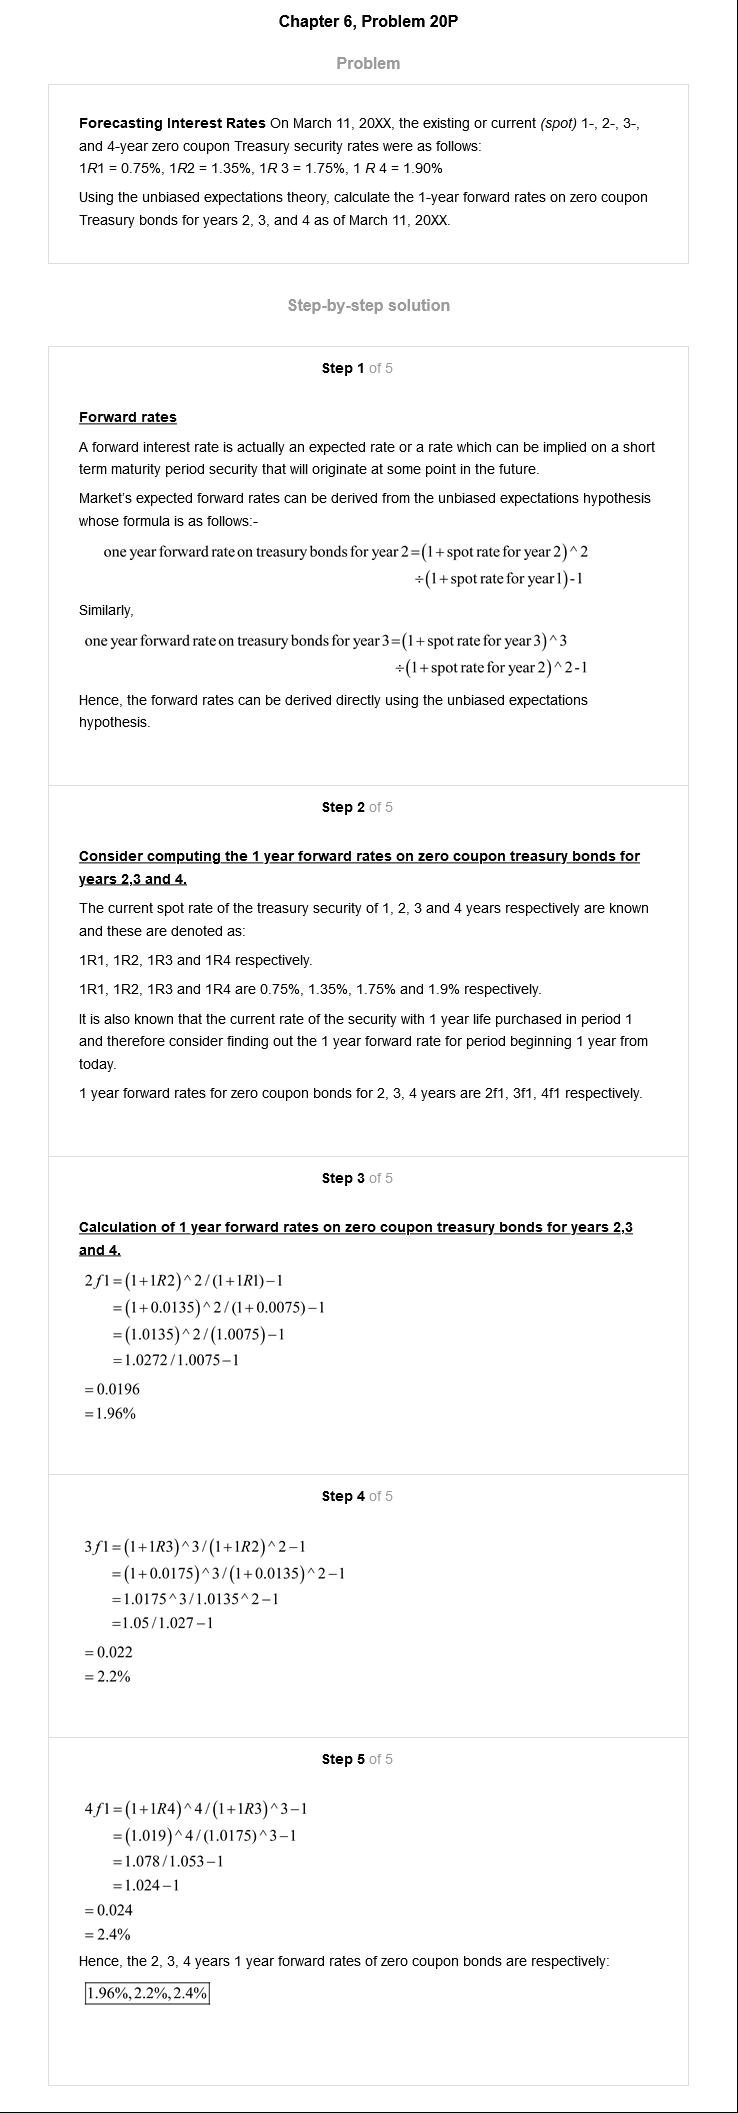 Chapter 6, Problem 20P
Problem
Forecasting Interest Rates On March 11, 20XX, the existing or current (spot) 1-, 2-, 3-,
and 4-year zero coupon Treasury security rates were as follows:
1R1 = 0.75%, 1R2 = 1.35%, 1R 3 = 1.75%, 1 R 4 = 1.90%
Using the unbiased expectations theory, calculate the 1-year forward rates on zero coupon
Treasury bonds for years 2, 3, and 4 as of March 11, 20XX.
Step-by-step solution
Step 1 of 5
Forward rates
A forward interest rate is actually an expected rate or a rate which can be implied on a short
term maturity period security that will originate at some point in the future.
Market's expected forward rates can be derived from the unbiased expectations hypothesis
whose formula is as follows:-
one year forward rate on treasury bonds for year 2=(1+spot rate for year 2)^2
÷(1+spot rate for year1)-1
Similarly,
one year forward rate on treasury bonds for year 3=(1+spot rate for year 3)^3
÷(1+spot rate for year 2)^2-1
Hence, the forward rates can be derived directly using the unbiased expectations
hypothesis.
Step 2 of 5
Consider computing the 1 year forward rates on zero coupon treasury bonds for
years 2,3 and 4.
The current spot rate of the treasury security of 1, 2, 3 and 4 years respectively are known
and these are denoted as:
1R1, 1R2, 1R3 and 1R4 respectively.
1R1, 1R2, 1R3 and 1R4 are 0.75%, 1.35%, 1.75% and 1.9% respectively.
It is also known that the current rate of the security with 1 year life purchased in period 1
and therefore consider finding out the 1 year forward rate for period beginning 1 year from
today.
1 year forward rates for zero coupon bonds for 2, 3, 4 years are 2f1, 3f1, 4f1 respectively.
Step 3 of 5
Calculation of 1 year forward rates on zero coupon treasury bonds for years 2,3
and 4.
2f1=(1+1R2)^2/(1+1R1)−1
=(1+0.0135)^2/(1+0.0075)−1
=(1.0135)^2/(1.0075)−1
=1.0272/1.0075−1
=0.0196
=1.96%
Step 4 of 5
3f1=(1+1R3)^3/(1+1R2)^2−1
=(1+0.0175)^3/(1+0.0135)^2−1
=1.0175^3/1.0135^2−1
=1.05/1.027−1
=0.022
=2.2%
Step 5 of 5
4f1=(1+1R4)^4/(1+1R3)^3−1
=(1.019)^4/(1.0175)^3−1
=1.078/1.053−1
=1.024−1
=0.024
=2.4%
Hence, the 2, 3, 4 years 1 year forward rates of zero coupon bonds are respectively:
1.96%,2.2%,2.4%